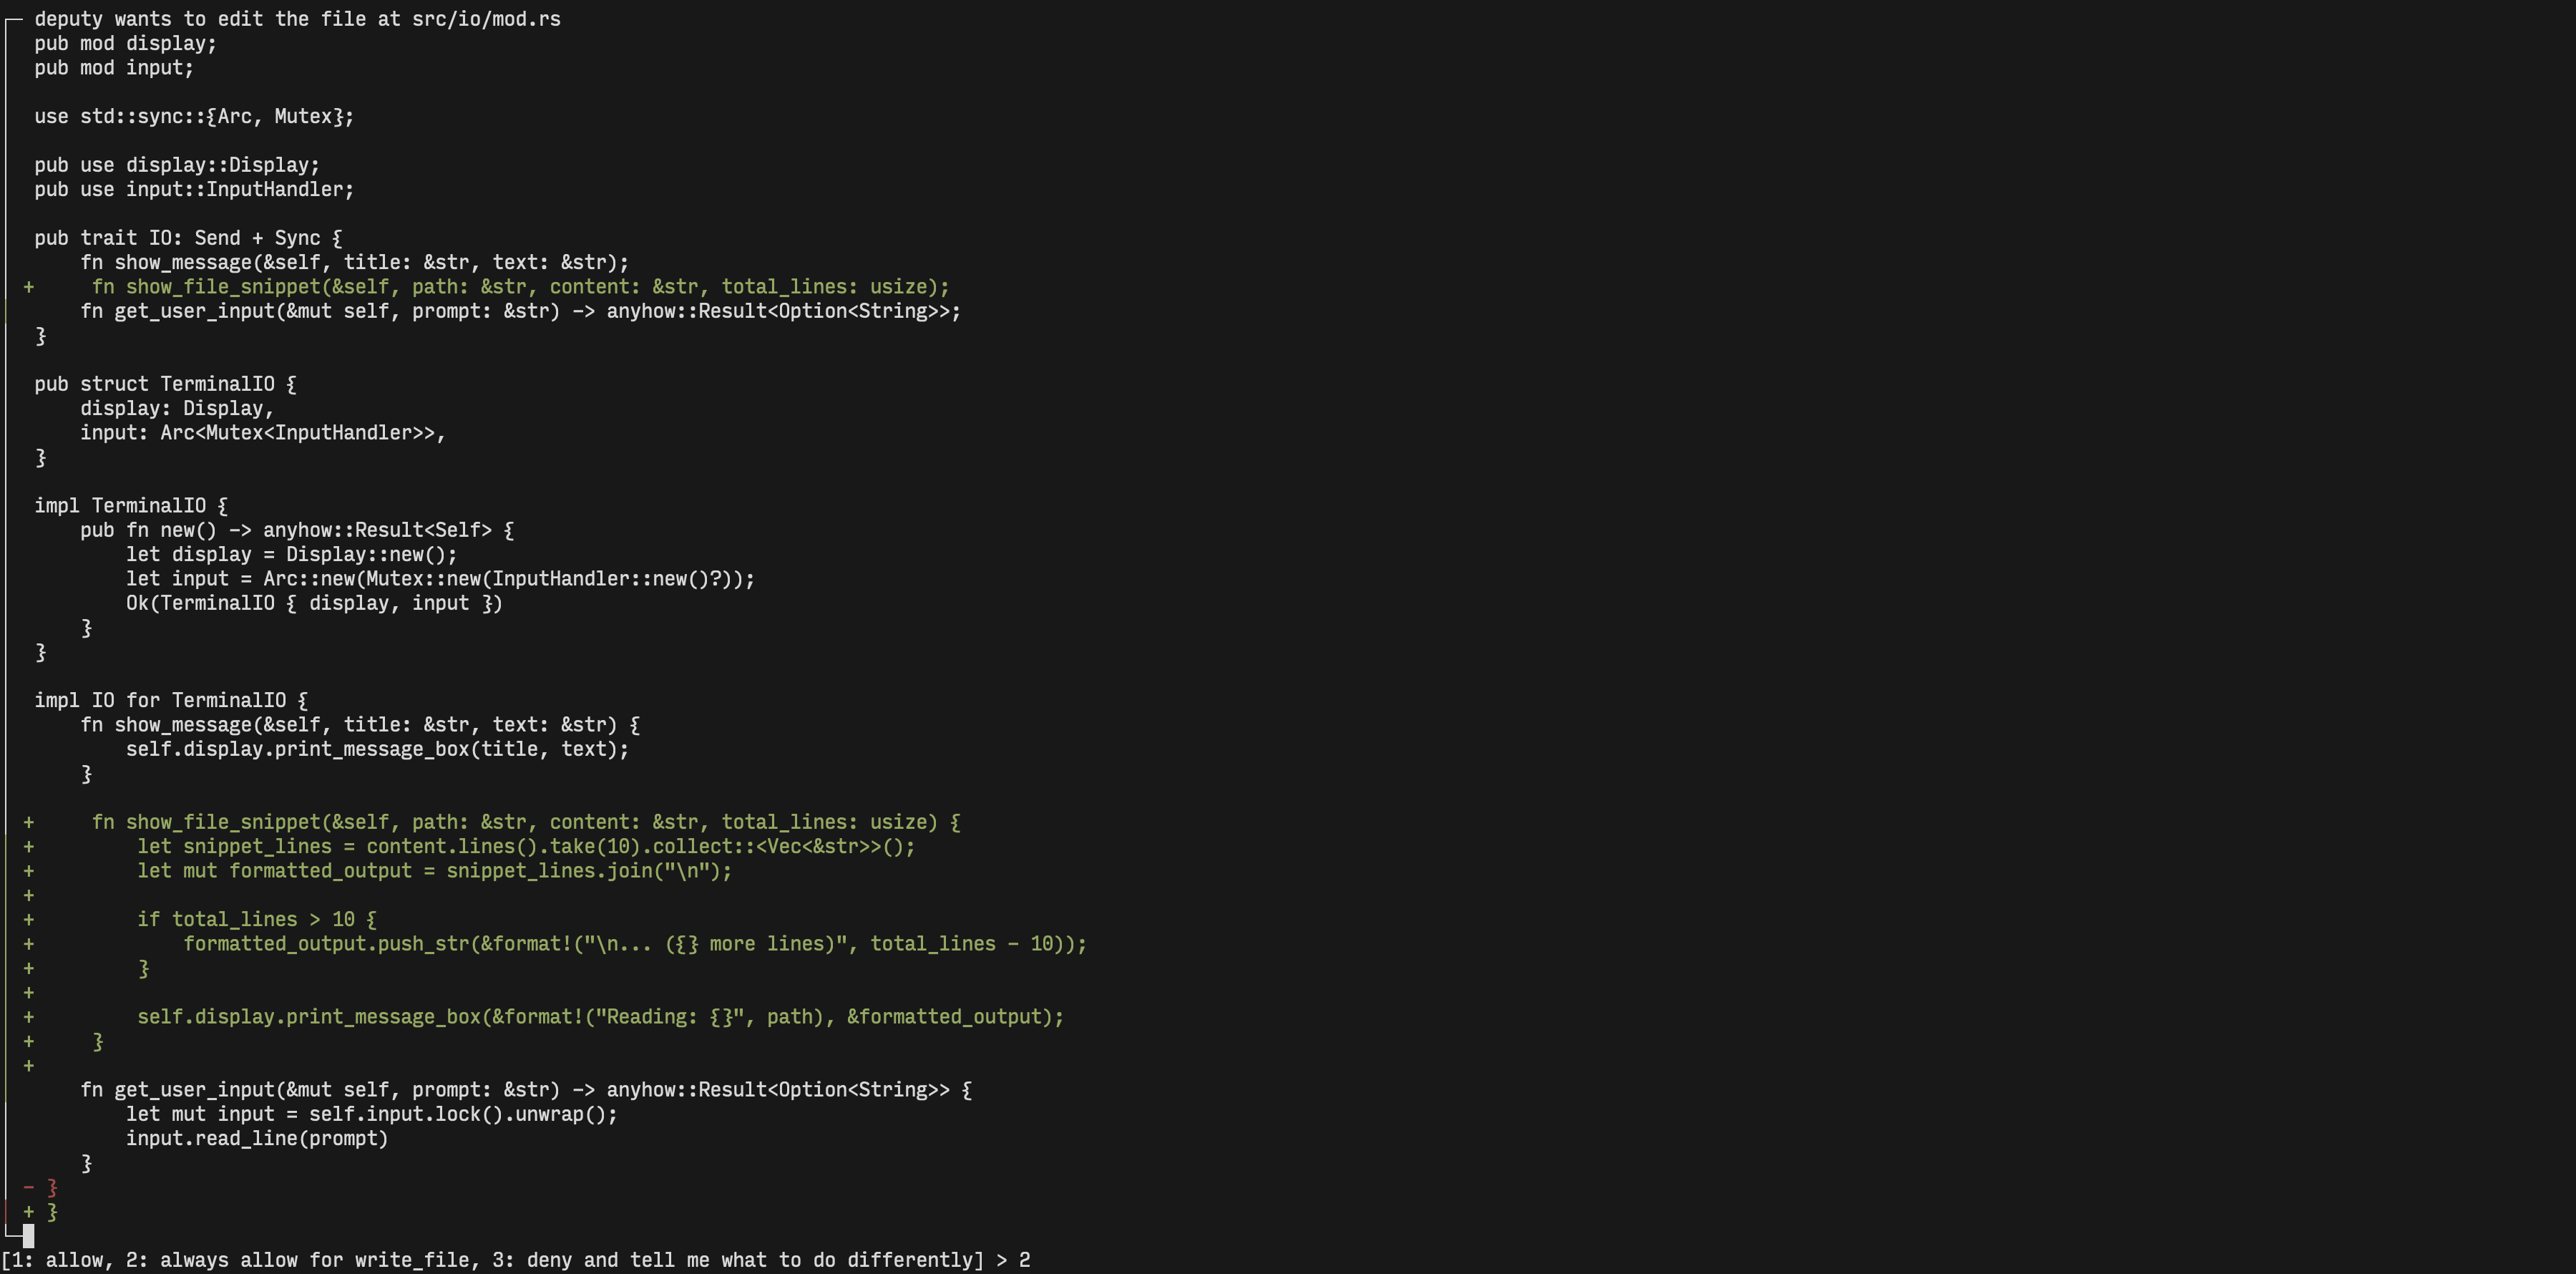 deputy wants to edit the file at src/io/mod.rs
pub mod display;
pub mod input;

use std::sync::{Arc, Mutex};

pub use display::Display;
pub use input::InputHandler;

pub trait IO: Send + Sync {
    fn show_message(&self, title: &str, text: &str);
+     fn show_file_snippet(&self, path: &str, content: &str, total_lines: usize);
    fn get_user_input(&mut self, prompt: &str) -> anyhow::Result<Option<String>>;
}

pub struct TerminalIO {
    display: Display,
    input: Arc<Mutex<InputHandler>>,
}

impl TerminalIO {
    pub fn new() -> anyhow::Result<Self> {
        let display = Display::new();
        let input = Arc::new(Mutex::new(InputHandler::new()?));
        Ok(TerminalIO { display, input })
    }
}

impl IO for TerminalIO {
    fn show_message(&self, title: &str, text: &str) {
        self.display.print_message_box(title, text);
    }

+     fn show_file_snippet(&self, path: &str, content: &str, total_lines: usize) {
+         let snippet_lines = content.lines().take(10).collect::<Vec<&str>>();
+         let mut formatted_output = snippet_lines.join("\n");
+
+         if total_lines > 10 {
+             formatted_output.push_str(&format!("\n... ({} more lines)", total_lines - 10));
+         }
+
+         self.display.print_message_box(&format!("Reading: {}", path), &formatted_output);
+     }
+
    fn get_user_input(&mut self, prompt: &str) -> anyhow::Result<Option<String>> {
        let mut input = self.input.lock().unwrap();
        input.read_line(prompt)
    }
- }
+ }
[1: allow, 2: always allow for write_file, 3: deny and tell me what to do differently] > 2